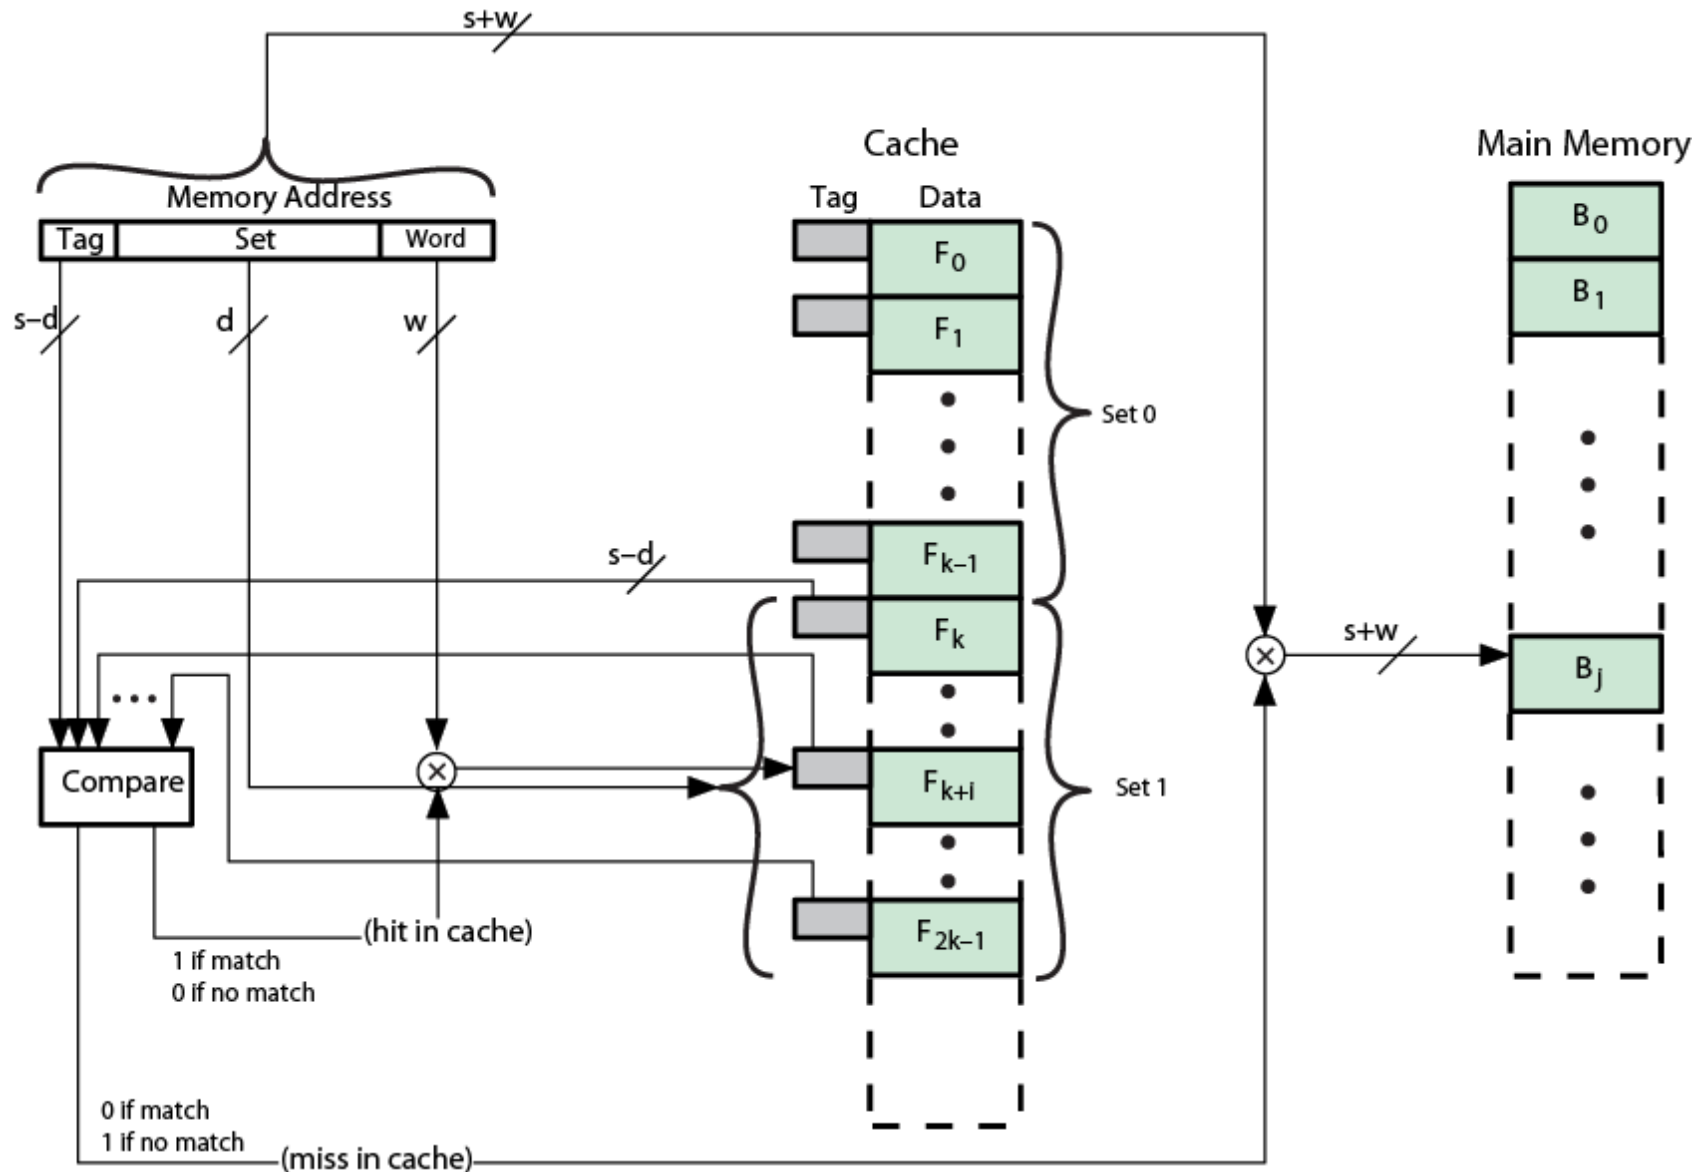 s+w
Cache
Main Memory
Memory Address
Tag Data
Tag Set Word
F0
F1
B0
B1
s–d
d
w
Set 0
s–d
Fk–1
Fk
s+w
Bj
Compare
Fk+i
Set 1
F2k–1
(hit in cache)
1 if match
0 if no match
0 if match
1 if no match
(miss in cache)